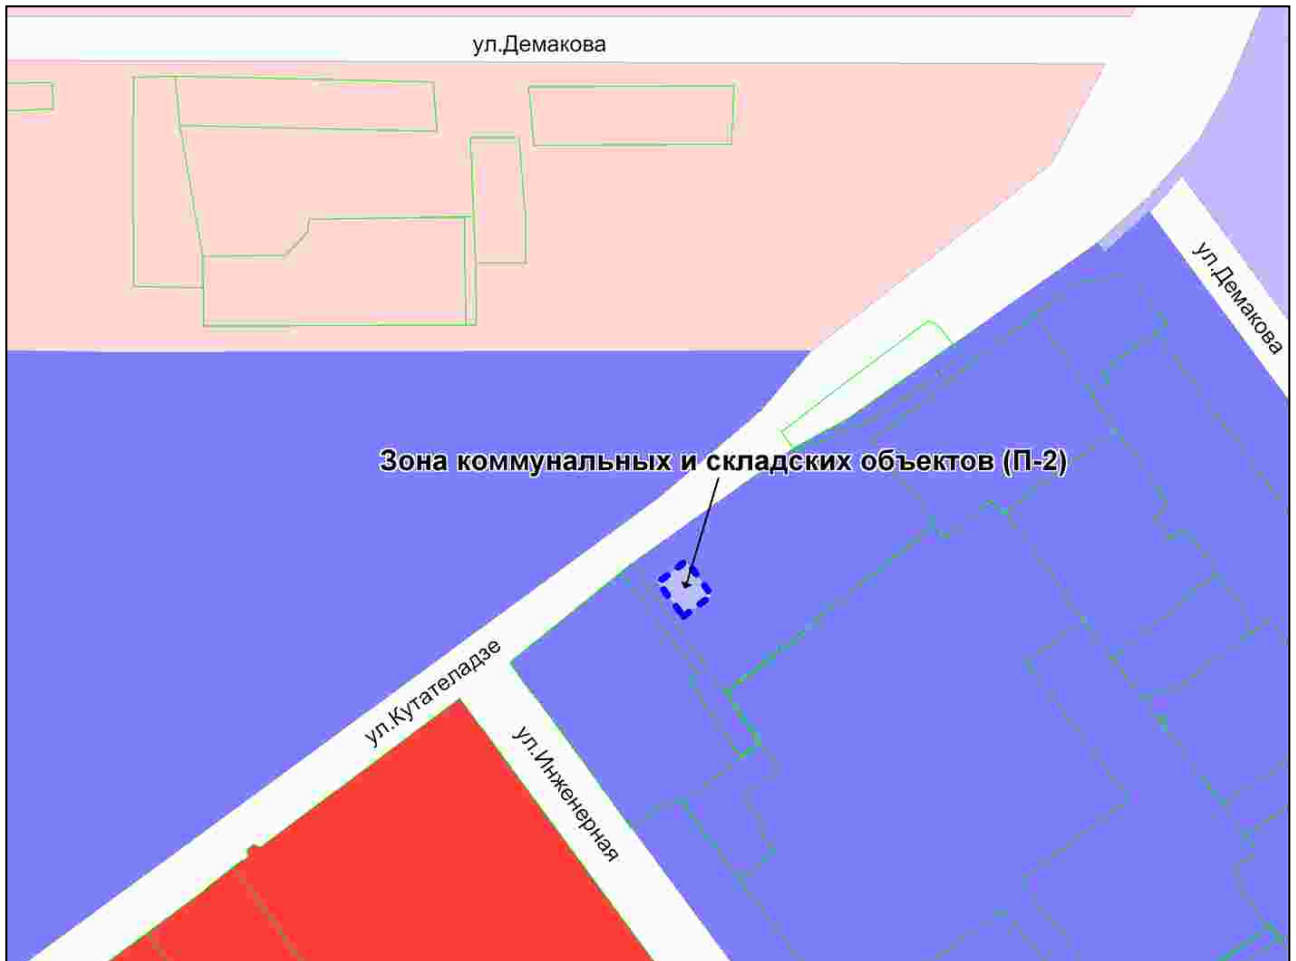 ул.Демакова
ул.Демакова
Зона коммунальных и складских объектов (П-2)
ул.Кутателадзе
ул.Инженерная